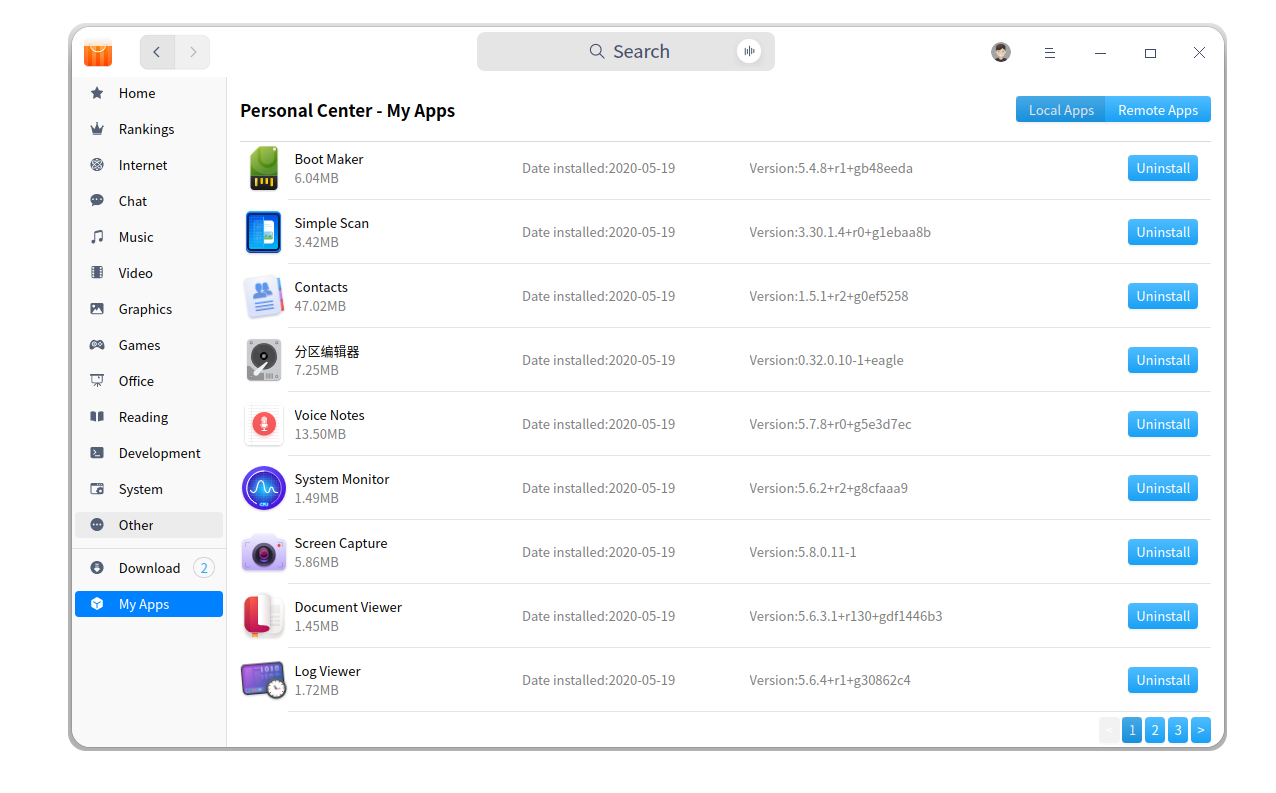 Search
Home
Rankings
Internet
Chat
Music
Video
Graphics
Games
Office
Reading
Development
System
Other
Download 2
My Apps
Personal Center - My Apps
Local Apps Remote Apps
Boot Maker
6.04MB
Date installed:2020-05-19
Version:5.4.8+r1+gb48eeda
Uninstall
Simple Scan
3.42MB
Date installed:2020-05-19
Version:3.30.1.4+r0+g1ebaa8b
Uninstall
Contacts
47.02MB
Date installed:2020-05-19
Version:1.5.1+r2+g0ef5258
Uninstall
分区编辑器
7.25MB
Date installed:2020-05-19
Version:0.32.0.10-1+eagle
Uninstall
Voice Notes
13.50MB
Date installed:2020-05-19
Version:5.7.8+r0+g5e3d7ec
Uninstall
System Monitor
1.49MB
Date installed:2020-05-19
Version:5.6.2+r2+g8cfaaa9
Uninstall
Screen Capture
5.86MB
Date installed:2020-05-19
Version:5.8.0.11-1
Uninstall
Document Viewer
1.45MB
Date installed:2020-05-19
Version:5.6.3.1+r130+gdf1446b3
Uninstall
Log Viewer
1.72MB
Date installed:2020-05-19
Version:5.6.4+r1+g30862c4
Uninstall
< 1 2 3 >